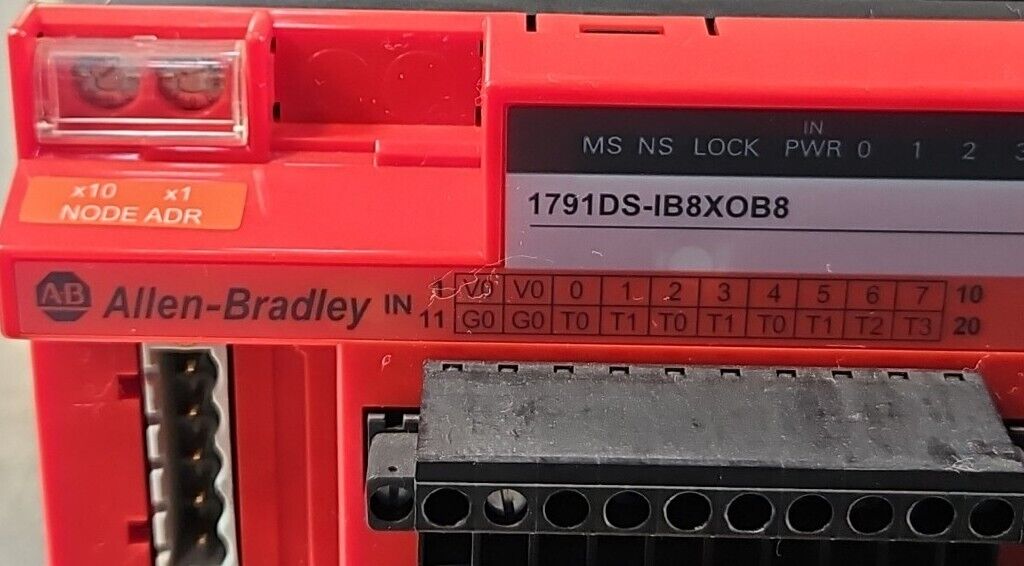 IN
MS NS LOCK PWR 0 1 2 3
1791DS-IB8XOB8
x10 x1
NODE ADR
AB Allen-Bradley IN
1 V0 V0 0 1 2 3 4 5 6 7 10
11 G0 G0 T0 T1 T0 T1 T0 T1 T2 T3 20